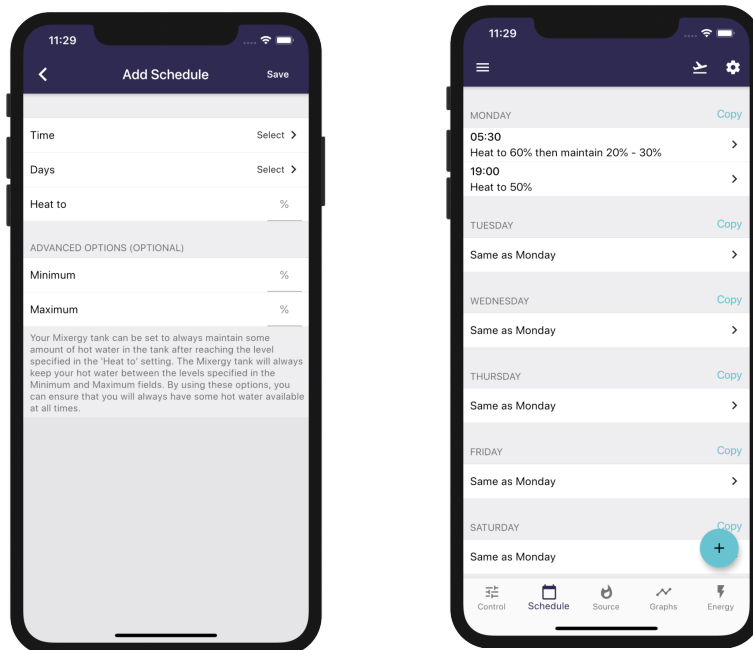 11:29
Add Schedule
Save
Time
Select
Days
Select
Heat to
%
ADVANCED OPTIONS (OPTIONAL)
Minimum
%
Maximum
%
Your Mixergy tank can be set to always maintain some
amount of hot water in the tank after reaching the level
specified in the 'Heat to' setting. The Mixergy tank will always
keep your hot water between the levels specified in the
Minimum and Maximum fields. By using these options, you
can ensure that you will always have some hot water available
at all times.
11:29
MONDAY
Copy
05:30
Heat to 60% then maintain 20% - 30%
19:00
Heat to 50%
TUESDAY
Copy
Same as Monday
WEDNESDAY
Copy
Same as Monday
THURSDAY
Copy
Same as Monday
FRIDAY
Copy
Same as Monday
SATURDAY
Copy
Same as Monday
+
Control
Schedule
Source
Graphs
Energy